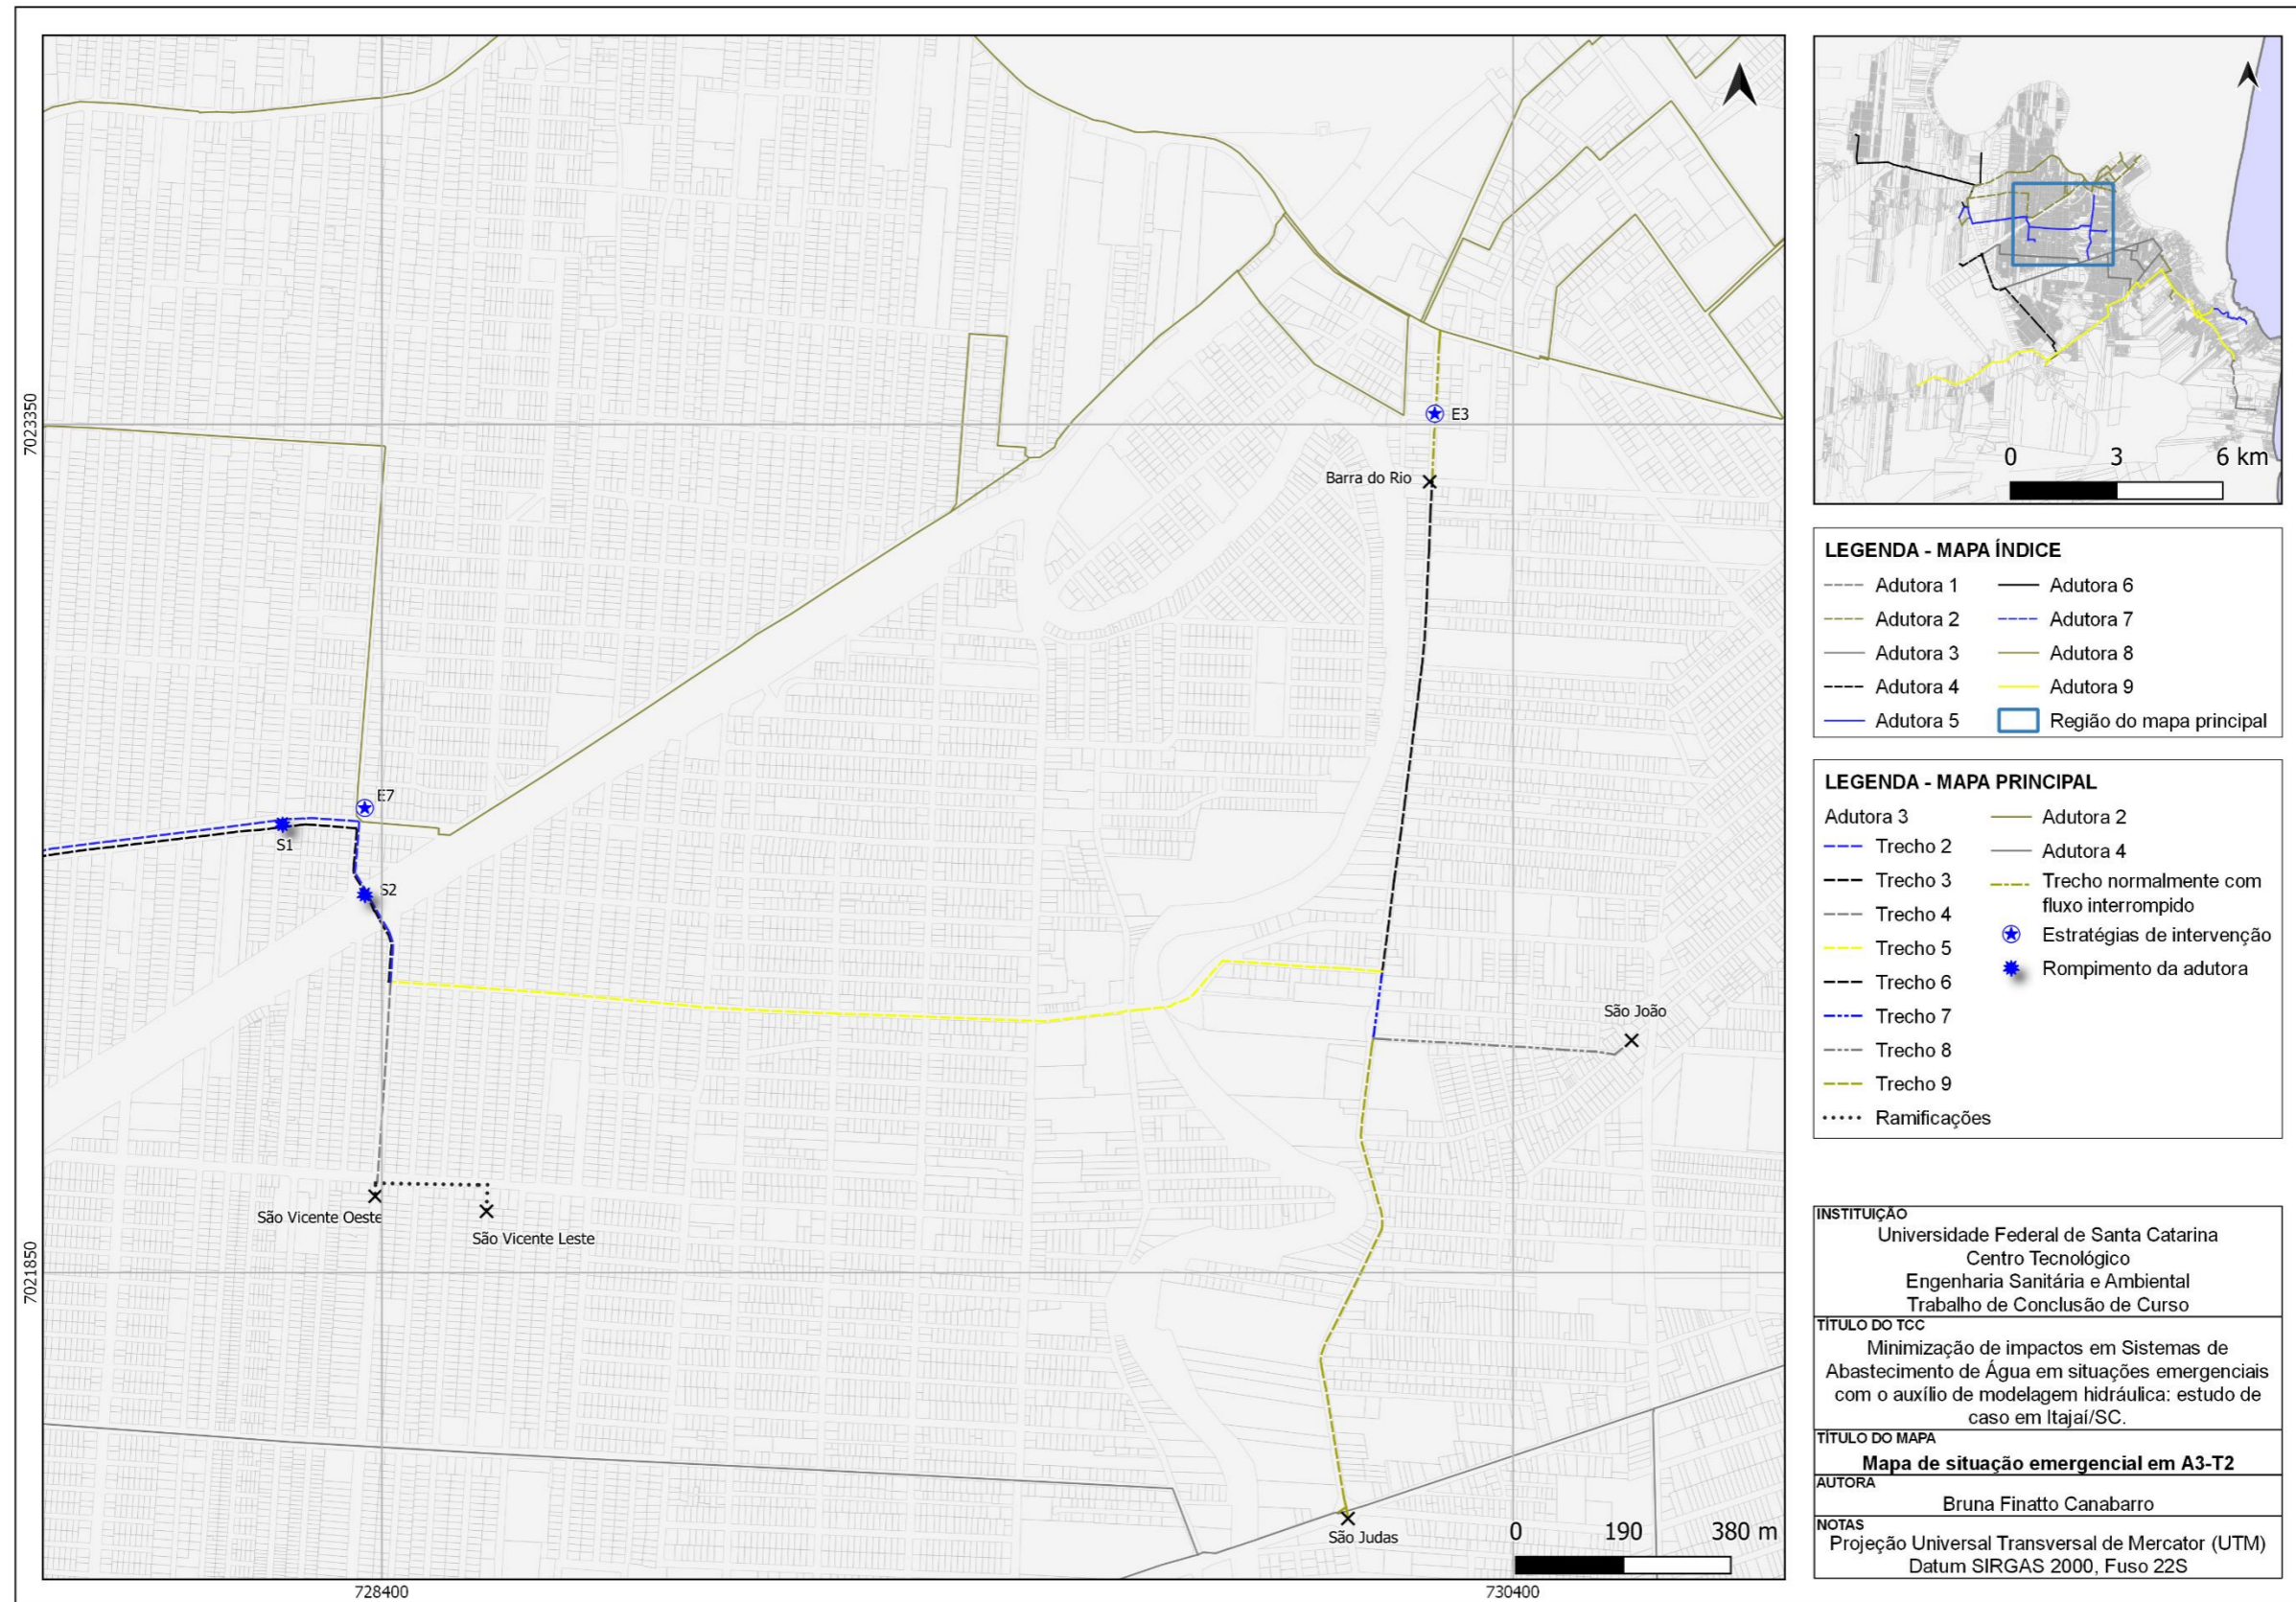 7023350
7021850
728400
730400
E3
Barra do Rio
E7
S1
S2
São João
São Vicente Oeste
São Vicente Leste
São Judas
0 190 380 m
0 3 6 km
LEGENDA - MAPA ÍNDICE
Adutora 1
Adutora 2
Adutora 3
Adutora 4
Adutora 5
Adutora 6
Adutora 7
Adutora 8
Adutora 9
Região do mapa principal
LEGENDA - MAPA PRINCIPAL
Adutora 3
Trecho 2
Trecho 3
Trecho 4
Trecho 5
Trecho 6
Trecho 7
Trecho 8
Trecho 9
Ramificações
Adutora 2
Adutora 4
Trecho normalmente com
fluxo interrompido
Estratégias de intervenção
Rompimento da adutora
INSTITUIÇÃO
Universidade Federal de Santa Catarina
Centro Tecnológico
Engenharia Sanitária e Ambiental
Trabalho de Conclusão de Curso
TÍTULO DO TCC
Minimização de impactos em Sistemas de
Abastecimento de Água em situações emergenciais
com o auxílio de modelagem hidráulica: estudo de
caso em Itajaí/SC.
TÍTULO DO MAPA
Mapa de situação emergencial em A3-T2
AUTORA
Bruna Finatto Canabarro
NOTAS
Projeção Universal Transversal de Mercator (UTM)
Datum SIRGAS 2000, Fuso 22S